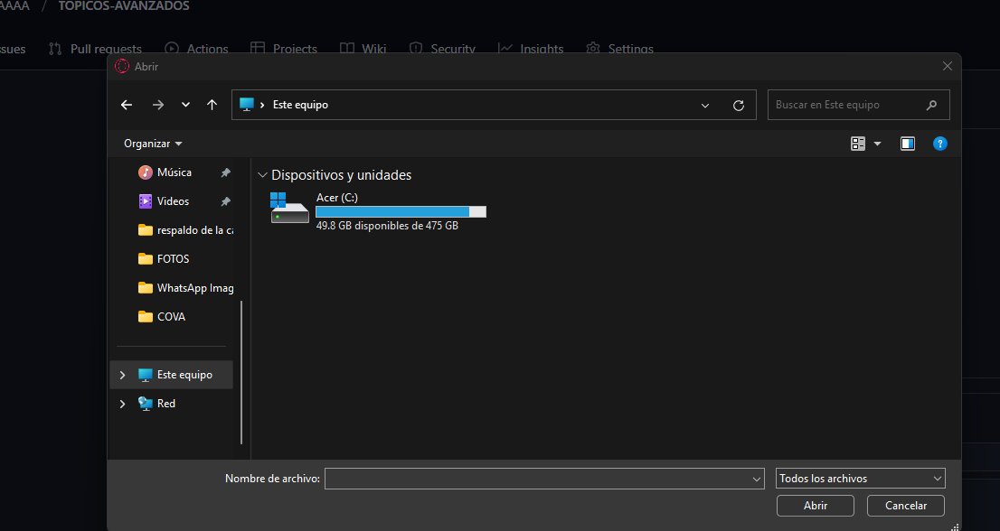 AAAA / TOPICOS-AVANZADOS
ssues Pull requests Actions Projects Wiki Security Insights Settings
Abrir
Este equipo
Buscar en Este equipo
Organizar
?
Música
Videos
respaldo de la ca
FOTOS
WhatsApp Imag
COVA
Este equipo
Red
Dispositivos y unidades
Acer (C:)
49.8 GB disponibles de 475 GB
Nombre de archivo:
Todos los archivos
Abrir Cancelar